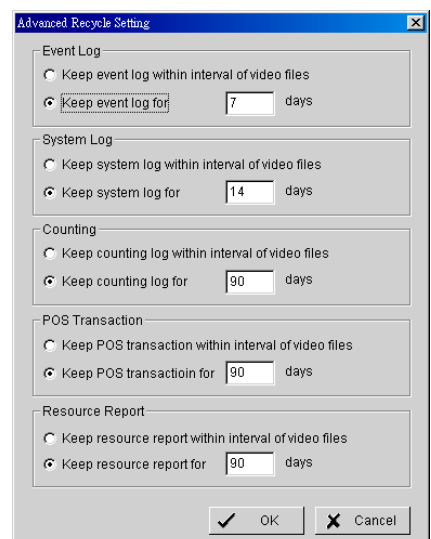 Advanced Recycle Setting
Event Log
Keep event log within interval of video files
Keep event log for 7 days
System Log
Keep system log within interval of video files
Keep system log for 14 days
Counting
Keep counting log within interval of video files
Keep counting log for 90 days
POS Transaction
Keep POS transaction within interval of video files
Keep POS transactioin for 90 days
Resource Report
Keep resource report within interval of video files
Keep resource report for 90 days
OK Cancel